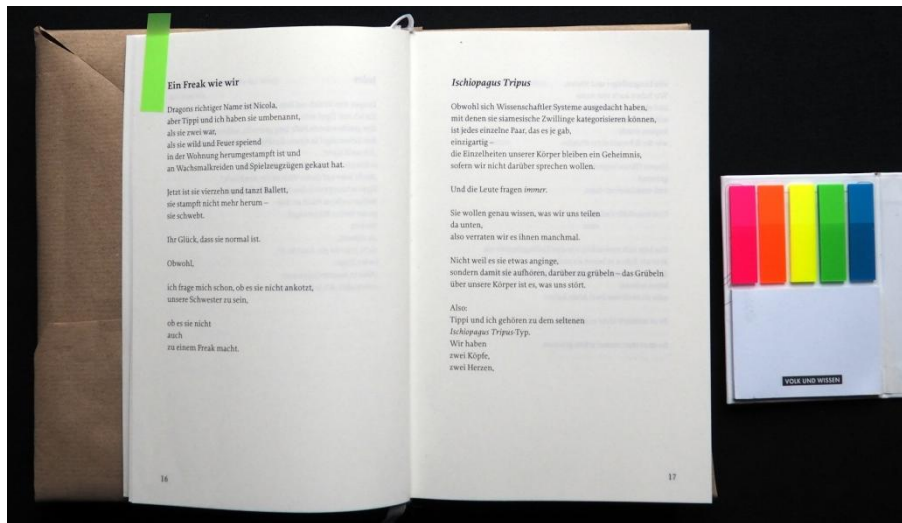 Ein Freak wie wir
Dragons richtiger Name ist Nicola,
aber Tippi und ich haben sie umbenannt,
als sie zwei war,
als sie wild und Feuer speiend
in der Wohnung herumgestampft ist und
an Wachsmalkreiden und Spielzeugzügen gekaut hat.
Jetzt ist sie vierzehn und tanzt Ballett,
sie stampft nicht mehr herum –
sie schwebt.
Ihr Glück, dass sie normal ist.
Obwohl,
ich frage mich schon, ob es sie nicht ankotzt,
unsere Schwester zu sein,
ob es sie nicht
auch
zu einem Freak macht.
16
Ischiopagus Tripus
Obwohl sich Wissenschaftler Systeme ausgedacht haben,
mit denen sie siamesische Zwillinge kategorisieren können,
ist jedes einzelne Paar, das es je gab,
einzigartig –
die Einzelheiten unserer Körper bleiben ein Geheimnis,
sofern wir nicht darüber sprechen wollen.
Und die Leute fragen immer.
Sie wollen genau wissen, was wir uns teilen
da unten,
also verraten wir es ihnen manchmal.
Nicht weil es sie etwas anginge,
sondern damit sie aufhören, darüber zu grübeln – das Grübeln
über unsere Körper ist es, was uns stört.
Also:
Tippi und ich gehören zu dem seltenen
Ischiopagus Tripus-Typ.
Wir haben
zwei Köpfe,
zwei Herzen,
17
VOLK UND WISSEN